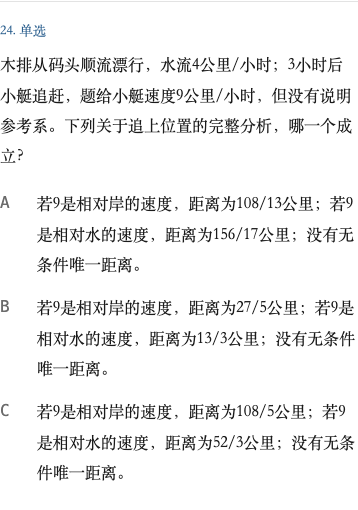 24. 单选
木排从码头顺流漂行，水流4公里/小时；3小时后
小艇追赶，题给小艇速度9公里/小时，但没有说明
参考系。下列关于追上位置的完整分析，哪一个成
立？
A 若9是相对岸的速度，距离为108/13公里；若9
是相对水的速度，距离为156/17公里；没有无
条件唯一距离。
B 若9是相对岸的速度，距离为27/5公里；若9是
相对水的速度，距离为13/3公里；没有无条件
唯一距离。
C 若9是相对岸的速度，距离为108/5公里；若9
是相对水的速度，距离为52/3公里；没有无条
件唯一距离。